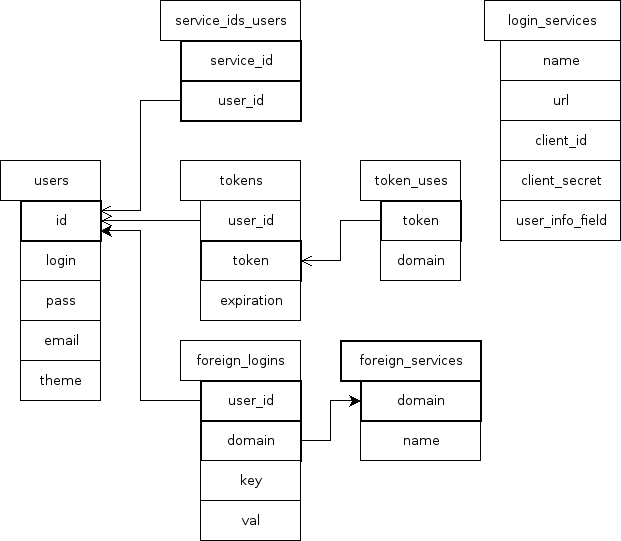 service_ids_users
service_id
user_id
login_services
name
url
client_id
client_secret
user_info_field
users
id
login
pass
email
theme
tokens
user_id
token
expiration
token_uses
token
domain
foreign_logins
user_id
domain
key
val
foreign_services
domain
name